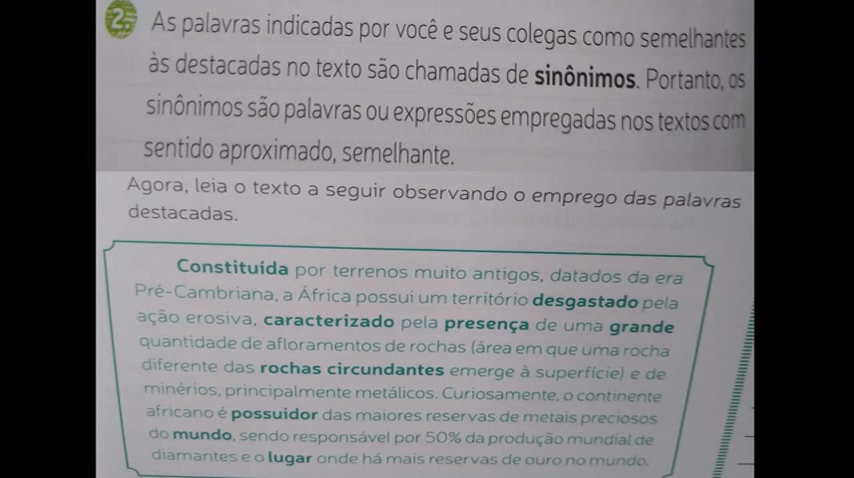 2. As palavras indicadas por você e seus colegas como semelhantes
às destacadas no texto são chamadas de sinônimos. Portanto, os
sinônimos são palavras ou expressões empregadas nos textos com
sentido aproximado, semelhante.
Agora, leia o texto a seguir observando o emprego das palavras
destacadas.
Constituída por terrenos muito antigos, datados da era
Pré-Cambriana, a África possui um território desgastado pela
ação erosiva, caracterizado pela presença de uma grande
quantidade de afloramentos de rochas (área em que uma rocha
diferente das rochas circundantes emerge à superfície) e de
minérios, principalmente metálicos. Curiosamente, o continente
africano é possuidor das maiores reservas de metais preciosos
do mundo, sendo responsável por 50% da produção mundial de
diamantes e o lugar onde há mais reservas de ouro no mundo.